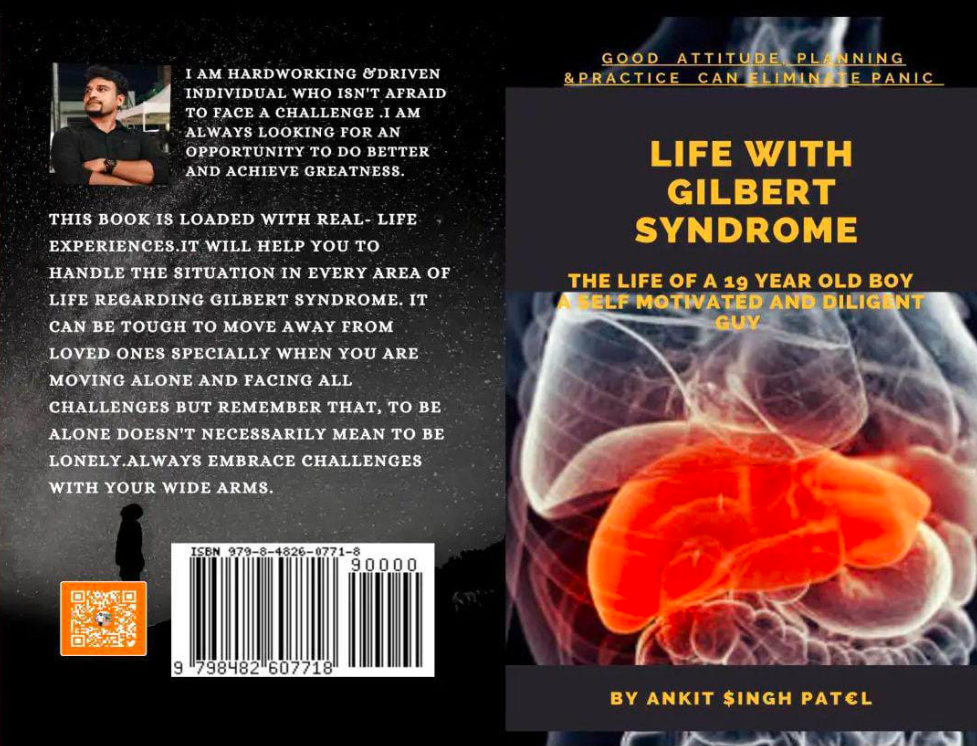 I AM HARDWORKING &DRIVEN
INDIVIDUAL WHO ISN'T AFRAID
TO FACE A CHALLENGE .I AM
ALWAYS LOOKING FOR AN
OPPORTUNITY TO DO BETTER
AND ACHIEVE GREATNESS.
THIS BOOK IS LOADED WITH REAL- LIFE
EXPERIENCES.IT WILL HELP YOU TO
HANDLE THE SITUATION IN EVERY AREA OF
LIFE REGARDING GILBERT SYNDROME. IT
CAN BE TOUGH TO MOVE AWAY FROM
LOVED ONES SPECIALLY WHEN YOU ARE
MOVING ALONE AND FACING ALL
CHALLENGES BUT REMEMBER THAT, TO BE
ALONE DOESN'T NECESSARILY MEAN TO BE
LONELY.ALWAYS EMBRACE CHALLENGES
WITH YOUR WIDE ARMS.
ISBN 979-8-4826-0771-8
90000
9 798482 607718
GOOD ATTITUDE, PLANNING
&PRACTICE CAN ELIMINATE PANIC
LIFE WITH
GILBERT
SYNDROME
THE LIFE OF A 19 YEAR OLD BOY
A SELF MOTIVATED AND DILIGENT
GUY
BY ANKIT $INGH PAT€L